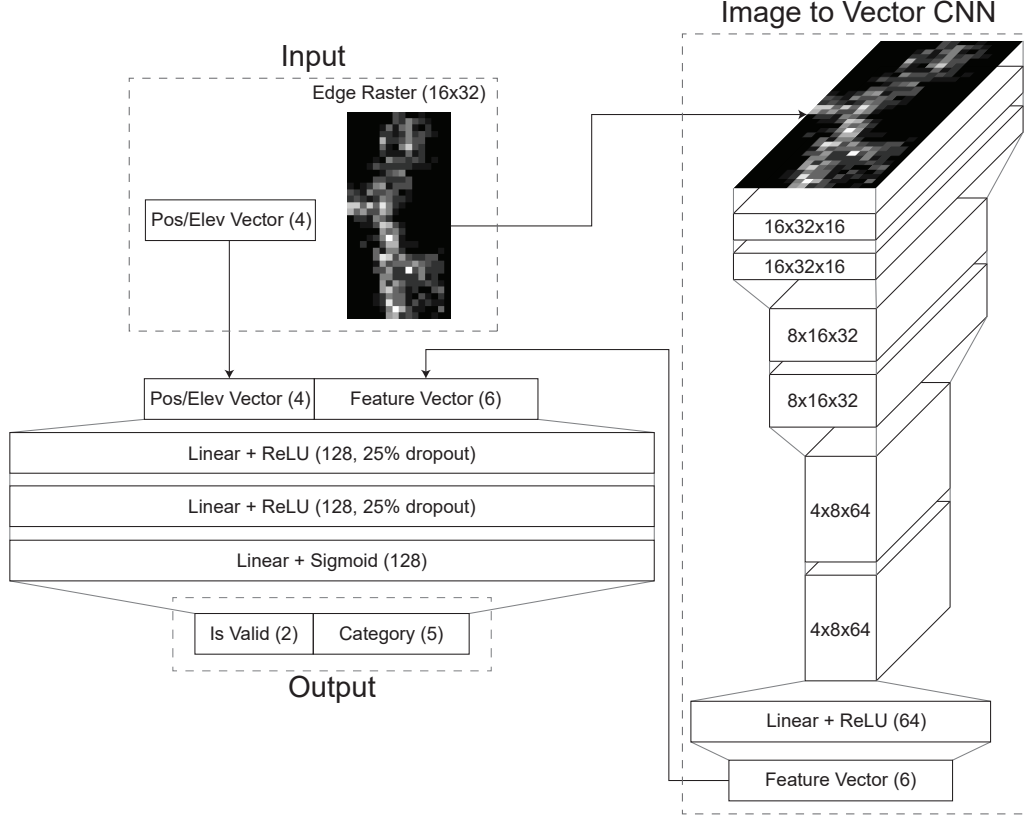 Image to Vector CNN
Input
Edge Raster (16x32)
Pos/Elev Vector (4)
16x32x16
16x32x16
8x16x32
8x16x32
4x8x64
4x8x64
Linear + ReLU (64)
Feature Vector (6)
Pos/Elev Vector (4)
Feature Vector (6)
Linear + ReLU (128, 25% dropout)
Linear + ReLU (128, 25% dropout)
Linear + Sigmoid (128)
Is Valid (2)
Category (5)
Output